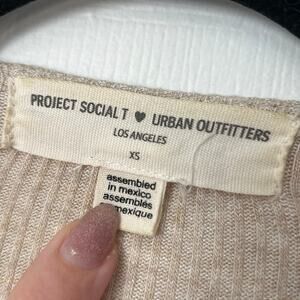 PROJECT SOCIAL T ♥ URBAN OUTFITTERS
LOS ANGELES
XS
assembled
in mexico
assemblés
mexique